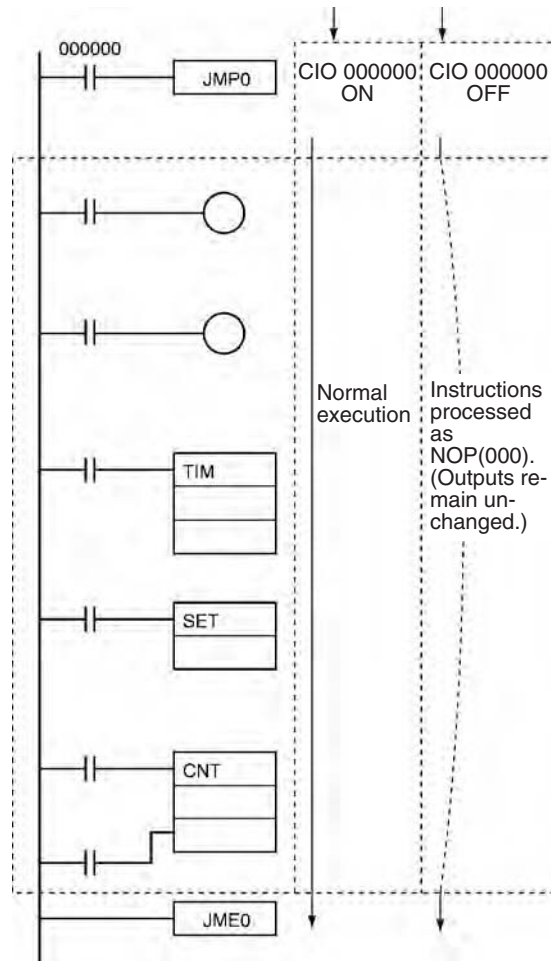 000000
JMP0
CIO 000000
ON
CIO 000000
OFF
Normal
execution
Instructions
processed
as
NOP(000).
(Outputs re-
main un-
changed.)
TIM
SET
CNT
JME0